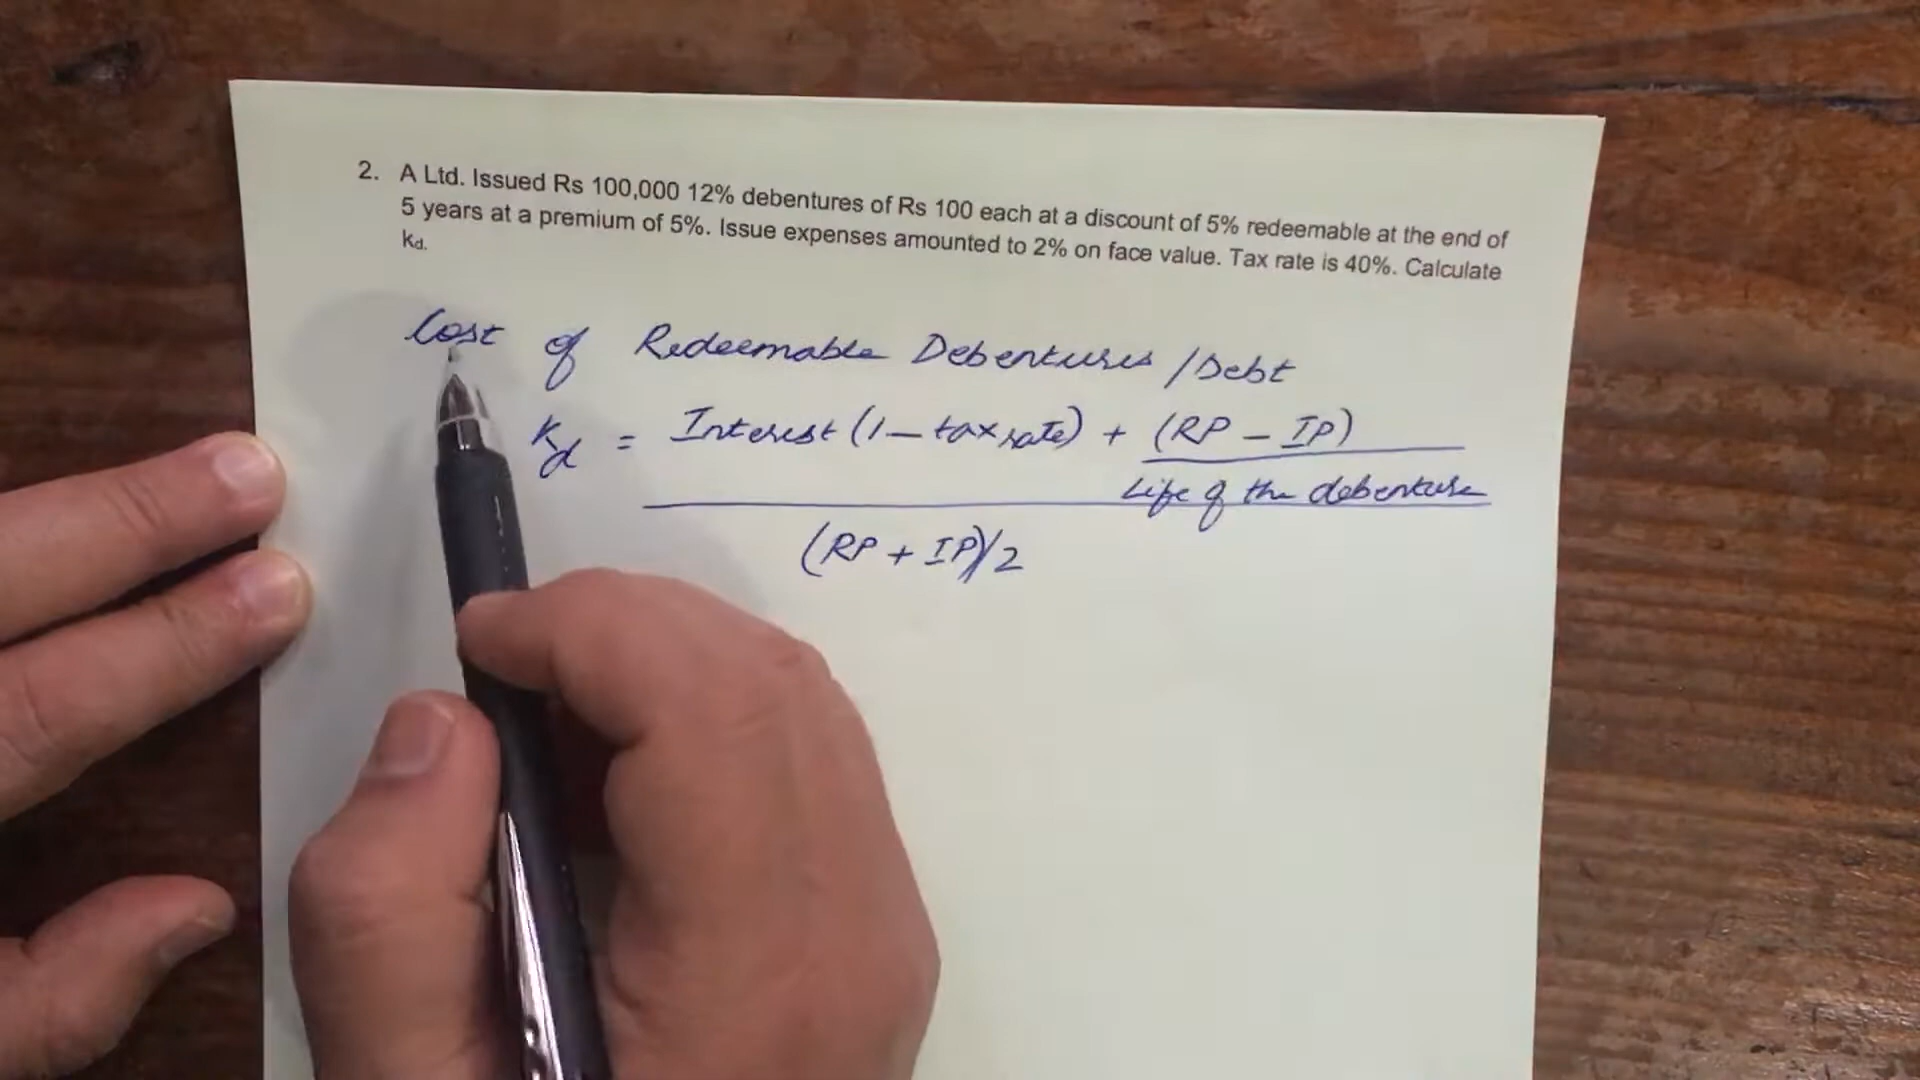 2. A Ltd. Issued Rs 100,000 12% debentures of Rs 100 each at a discount of 5% redeemable at the end of
5 years at a premium of 5%. Issue expenses amounted to 2% on face value. Tax rate is 40%. Calculate
kd.
Cost of Redeemable Debentures /Debt
Kd = Interest (1 - tax rate) + (RP - IP)
Life of the debenture
(RP + IP)/2